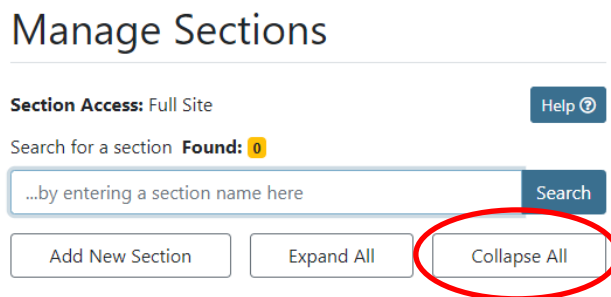 Manage Sections
Section Access: Full Site
Help
Search for a section Found: 0
...by entering a section name here
Search
Add New Section
Expand All
Collapse All